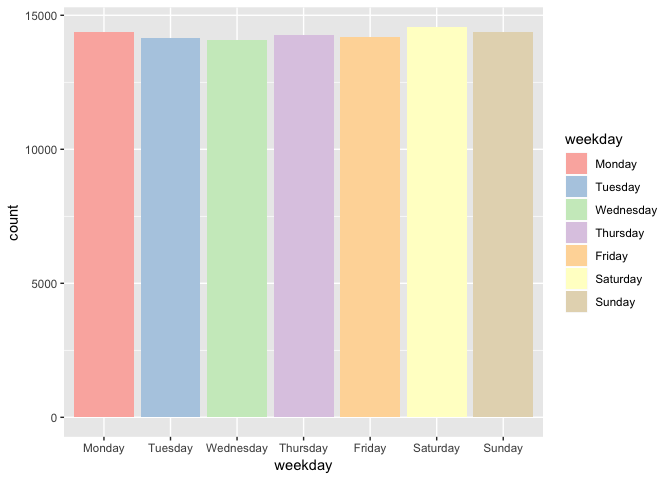 15000
10000
5000
0
count
Monday Tuesday Wednesday Thursday Friday Saturday Sunday
weekday
weekday
Monday
Tuesday
Wednesday
Thursday
Friday
Saturday
Sunday